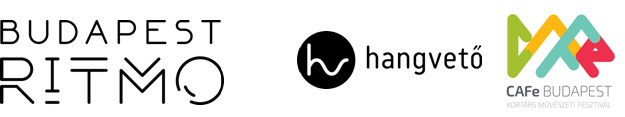 BUDAPEST
RITMO
hangvető
CAFe BUDAPEST
KORTÁRS MŰVÉSZETI FESZTIVÁL